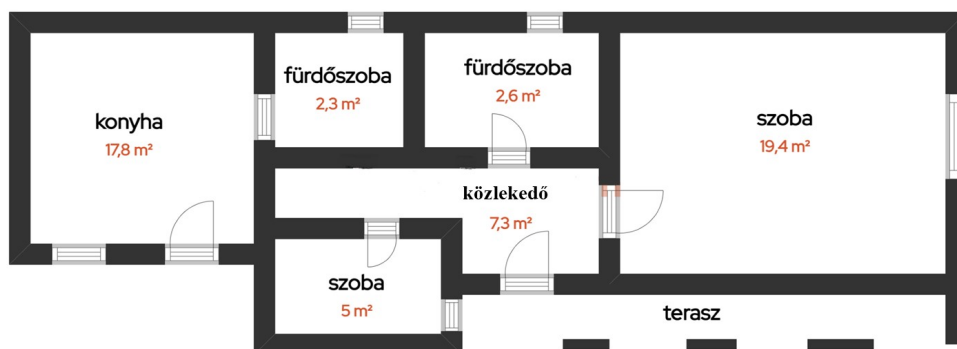 konyha
17,8 m²
fürdőszoba
2,3 m²
fürdőszoba
2,6 m²
szoba
19,4 m²
közlekedő
7,3 m²
szoba
5 m²
terasz